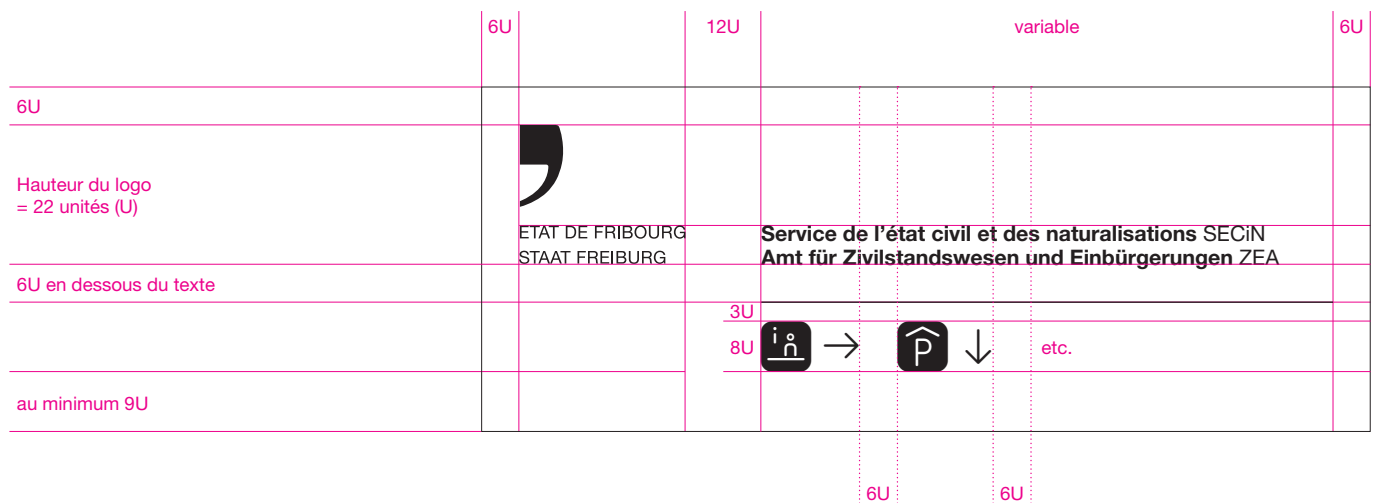 6U
12U
variable
6U
6U
Hauteur du logo
= 22 unités (U)
ETAT DE FRIBOURG
STAAT FREIBURG
Service de l’état civil et des naturalisations SECiN
Amt für Zivilstandswesen und Einbürgerungen ZEA
6U en dessous du texte
3U
8U
i
P
etc.
au minimum 9U
6U
6U